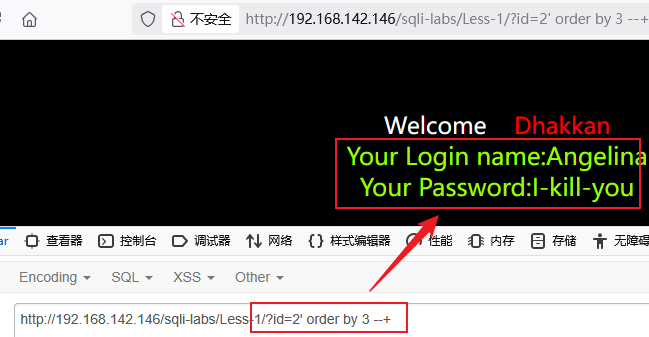 不安全 http://192.168.142.146/sqli-labs/Less-1/?id=2' order by 3 --+
Welcome Dhakkan
Your Login name:Angelina
Your Password:I-kill-you
ar 查看器 控制台 调试器 网络 样式编辑器 性能 内存 存储 无障碍
Encoding SQL XSS Other
http://192.168.142.146/sqli-labs/Less-1/?id=2' order by 3 --+